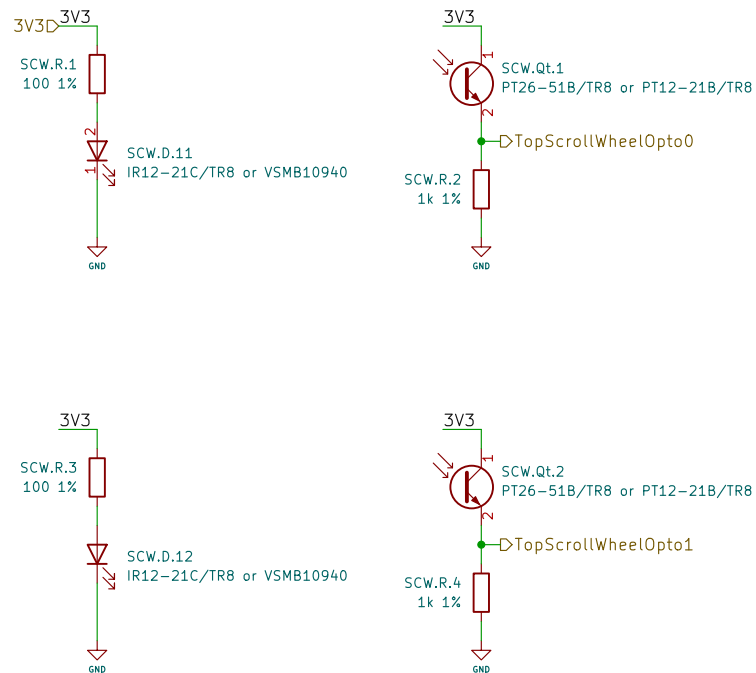 3V3 3V3
SCW.R.1
100 1%
2
1
SCW.D.11
IR12-21C/TR8 or VSMB10940
GND
3V3
1
SCW.Qt.1
PT26-51B/TR8 or PT12-21B/TR8
2
TopScrollWheelOpto0
SCW.R.2
1k 1%
GND
3V3
SCW.R.3
100 1%
SCW.D.12
IR12-21C/TR8 or VSMB10940
GND
3V3
1
SCW.Qt.2
PT26-51B/TR8 or PT12-21B/TR8
2
TopScrollWheelOpto1
SCW.R.4
1k 1%
GND